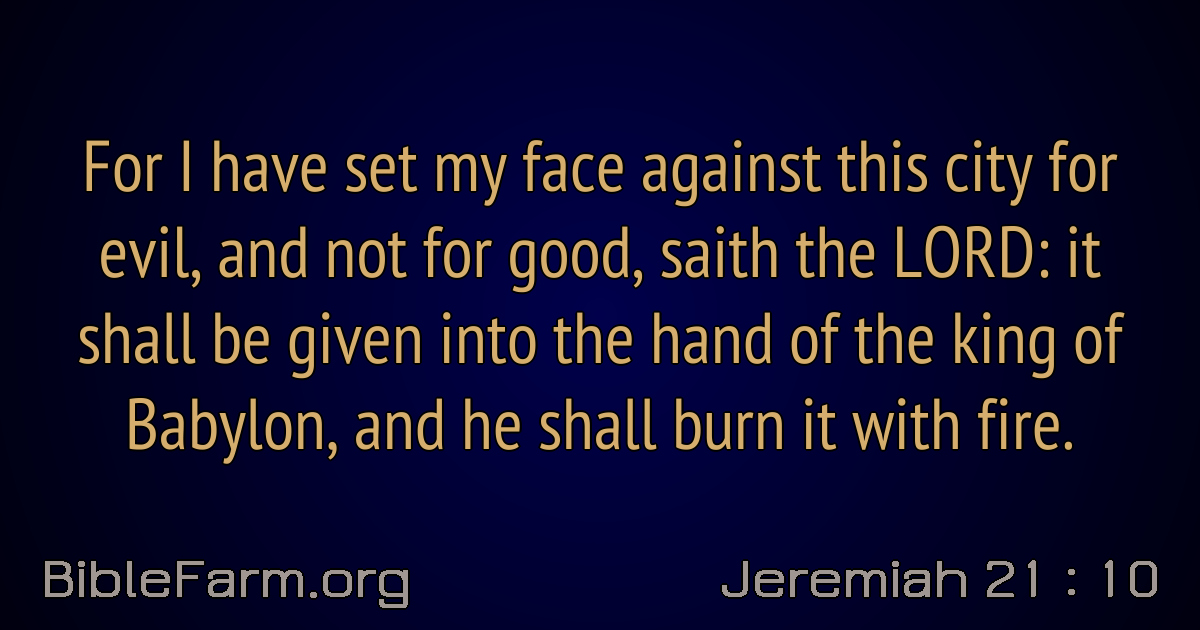 For I have set my face against this city for
evil, and not for good, saith the LORD: it
shall be given into the hand of the king of
Babylon, and he shall burn it with fire.
BibleFarm.org
Jeremiah 21 : 10